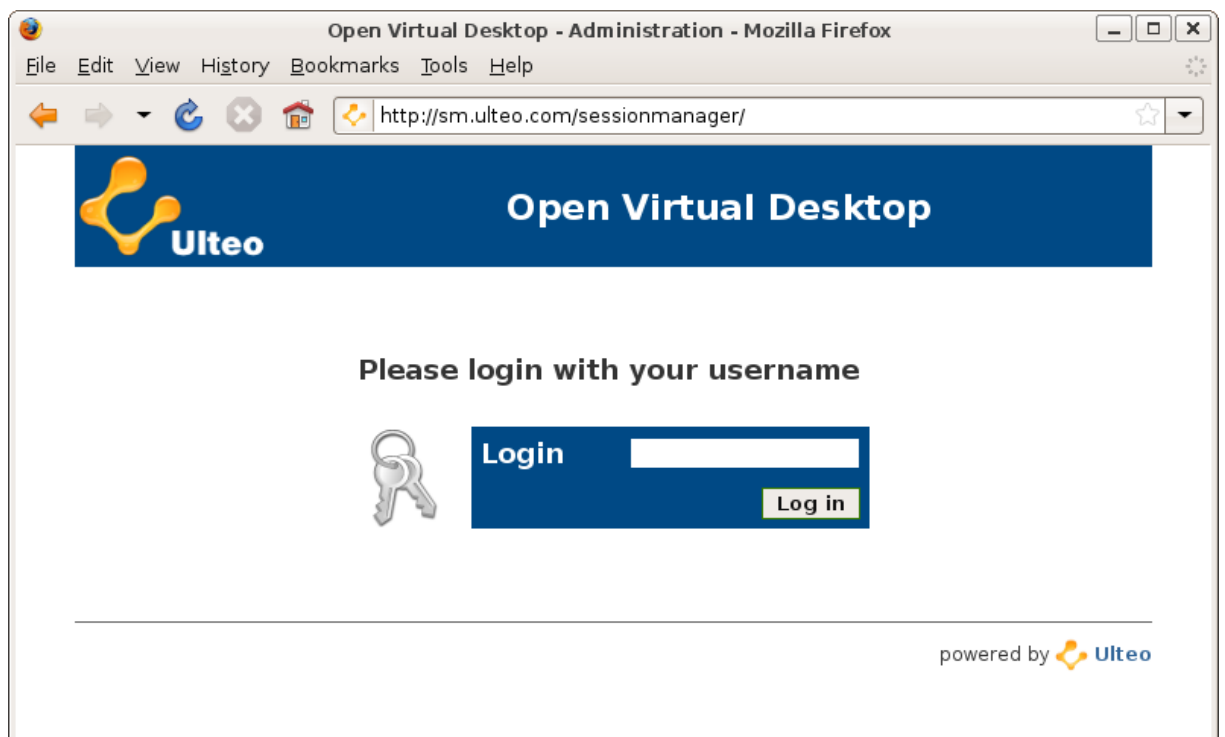 Open Virtual Desktop - Administration - Mozilla Firefox
File Edit View History Bookmarks Tools Help
http://sm.ulteo.com/sessionmanager/
Ulteo
Open Virtual Desktop
Please login with your username
Login
Log in
powered by Ulteo